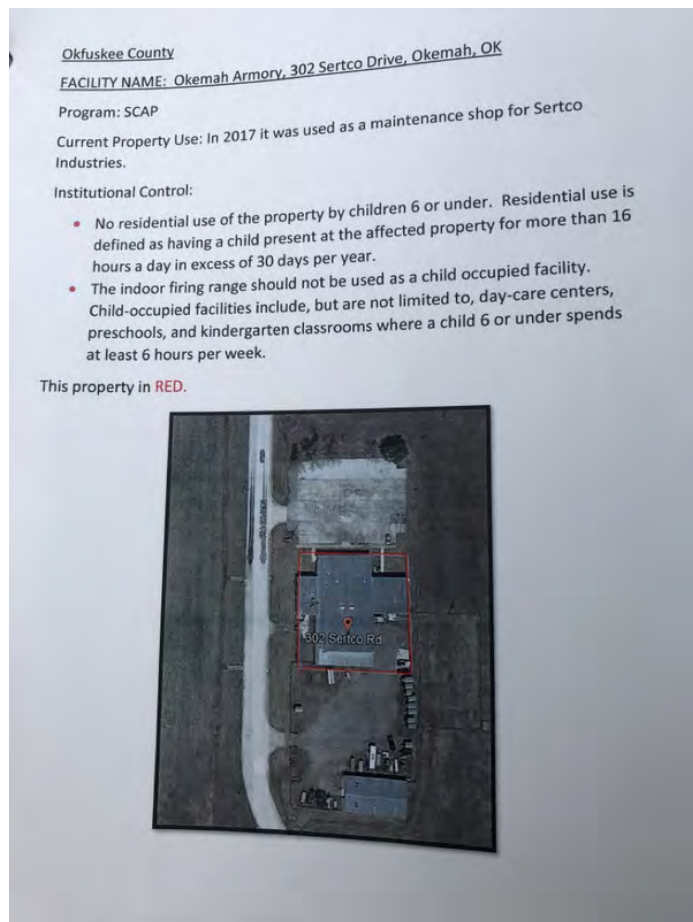 Okfuskee County
FACILITY NAME: Okemah Armory, 302 Sertco Drive, Okemah, OK
Program: SCAP
Current Property Use: In 2017 it was used as a maintenance shop for Sertco
Industries.
Institutional Control:
• No residential use of the property by children 6 or under. Residential use is
defined as having a child present at the affected property for more than 16
hours a day in excess of 30 days per year.
• The indoor firing range should not be used as a child occupied facility.
Child-occupied facilities include, but are not limited to, day-care centers,
preschools, and kindergarten classrooms where a child 6 or under spends
at least 6 hours per week.
This property in RED.
302 Sertco Rd